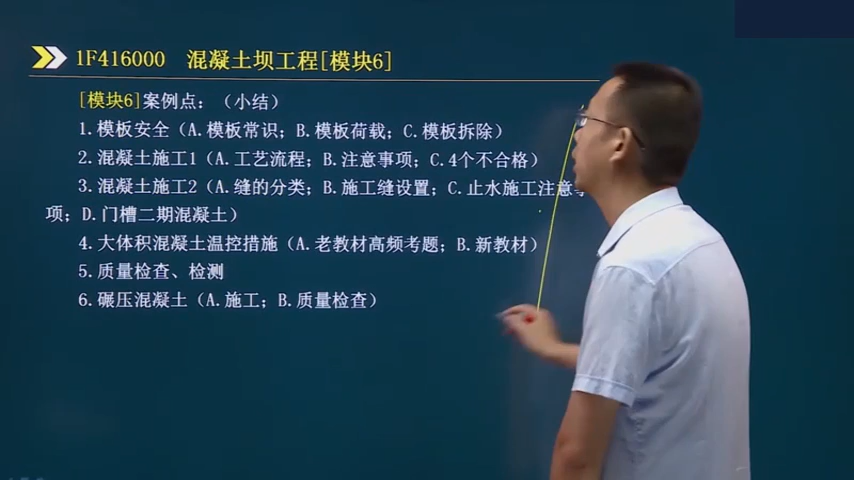 1F416000 混凝土坝工程[模块6]
[模块6]案例点：（小结）
1.模板安全（A.模板常识；B.模板荷载；C.模板拆除）
2.混凝土施工1（A.工艺流程；B.注意事项；C.4个不合格）
3.混凝土施工2（A.缝的分类；B.施工缝设置；C.止水施工注意事
项；D.门槽二期混凝土）
4.大体积混凝土温控措施（A.老教材高频考题；B.新教材）
5.质量检查、检测
6.碾压混凝土（A.施工；B.质量检查）